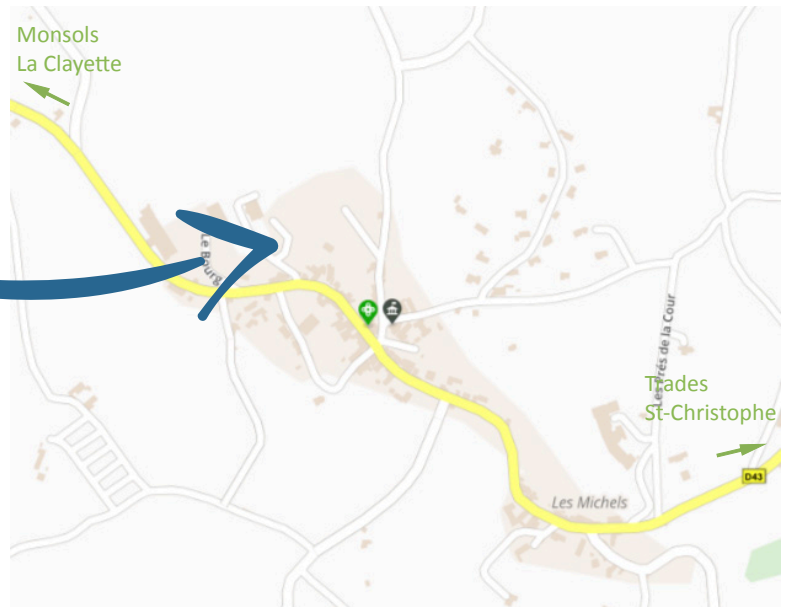 Monsols
La Clayette
Le Bourg
Les Prés de la Cour
Trades
St-Christophe
D43
Les Michels